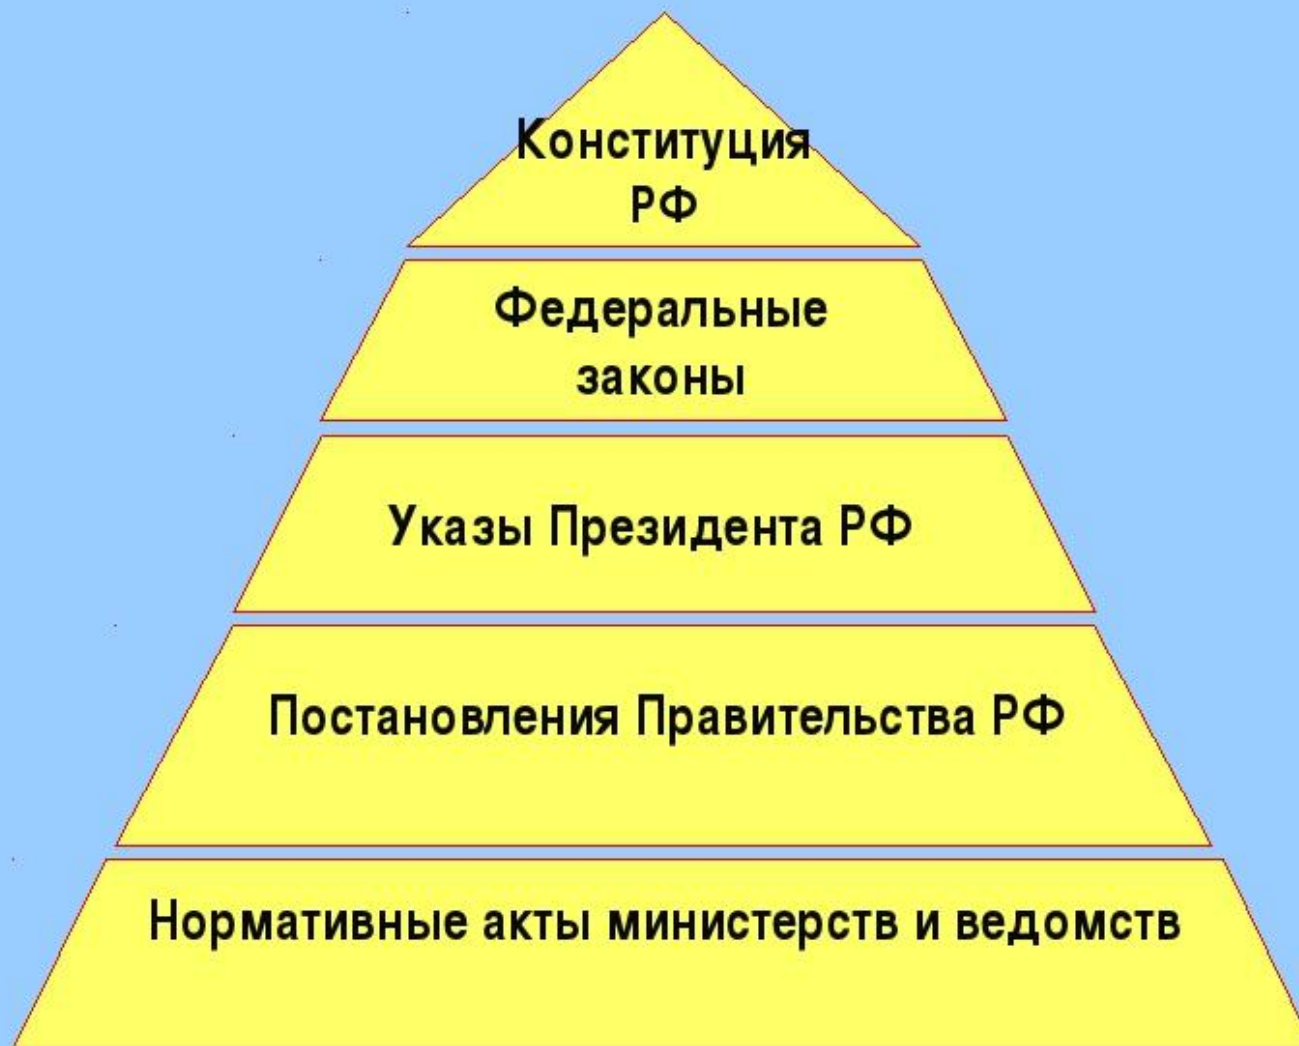 Конституция
РФ
Федеральные
законы
Указы Президента РФ
Постановления Правительства РФ
Нормативные акты министерств и ведомств